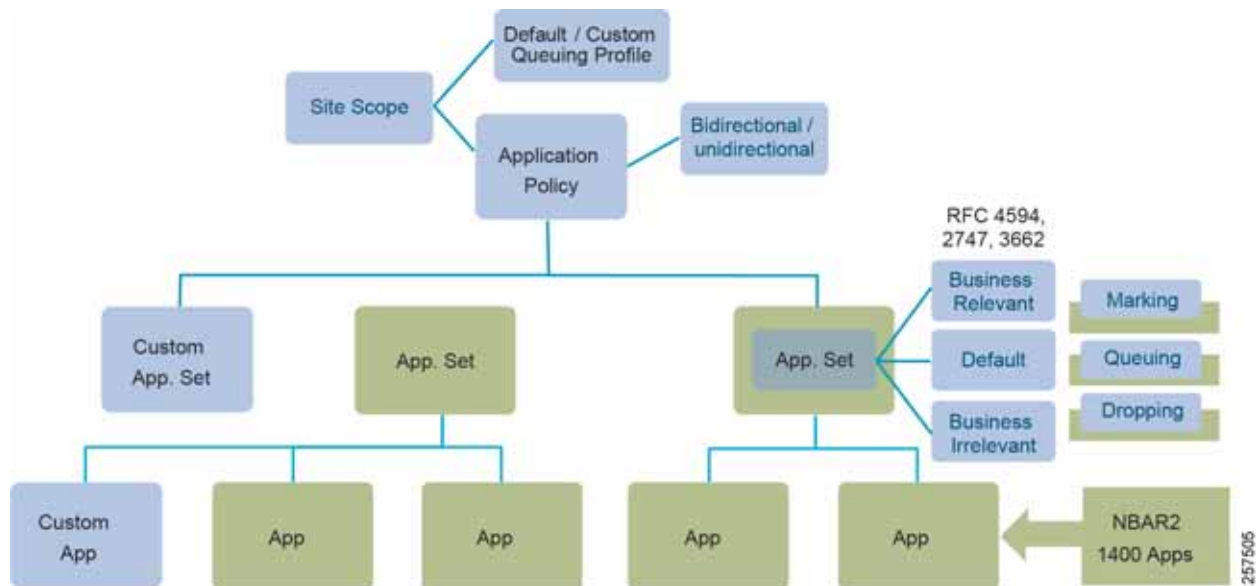 Default / Custom
Queuing Profile
Site Scope
Bidirectional /
unidirectional
Application
Policy
RFC 4594,
2747, 3662
Business
Relevant
Marking
Custom
App. Set
App. Set
App. Set
Default
Queuing
Business
Irrelevant
Dropping
Custom
App
App
App
App
App
NBAR2
1400 Apps
257505